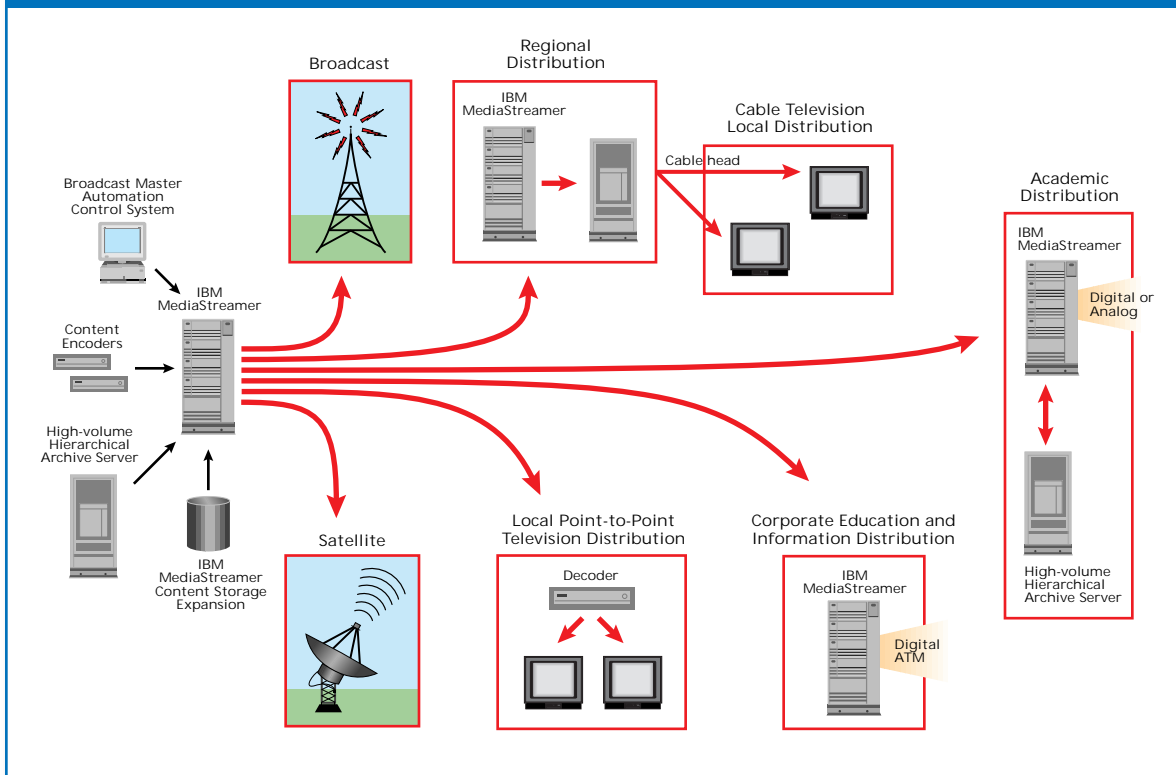 Broadcast
Regional
Distribution
IBM
MediaStreamer
Cable Television
Local Distribution
Cable head
Academic
Distribution
IBM
MediaStreamer
Digital or
Analog
High-volume
Hierarchical
Archive Server
Broadcast Master
Automation
Control System
IBM
MediaStreamer
Content
Encoders
High-volume
Hierarchical
Archive Server
IBM
MediaStreamer
Content Storage
Expansion
Satellite
Local Point-to-Point
Television Distribution
Decoder
Corporate Education and
Information Distribution
IBM
MediaStreamer
Digital
ATM